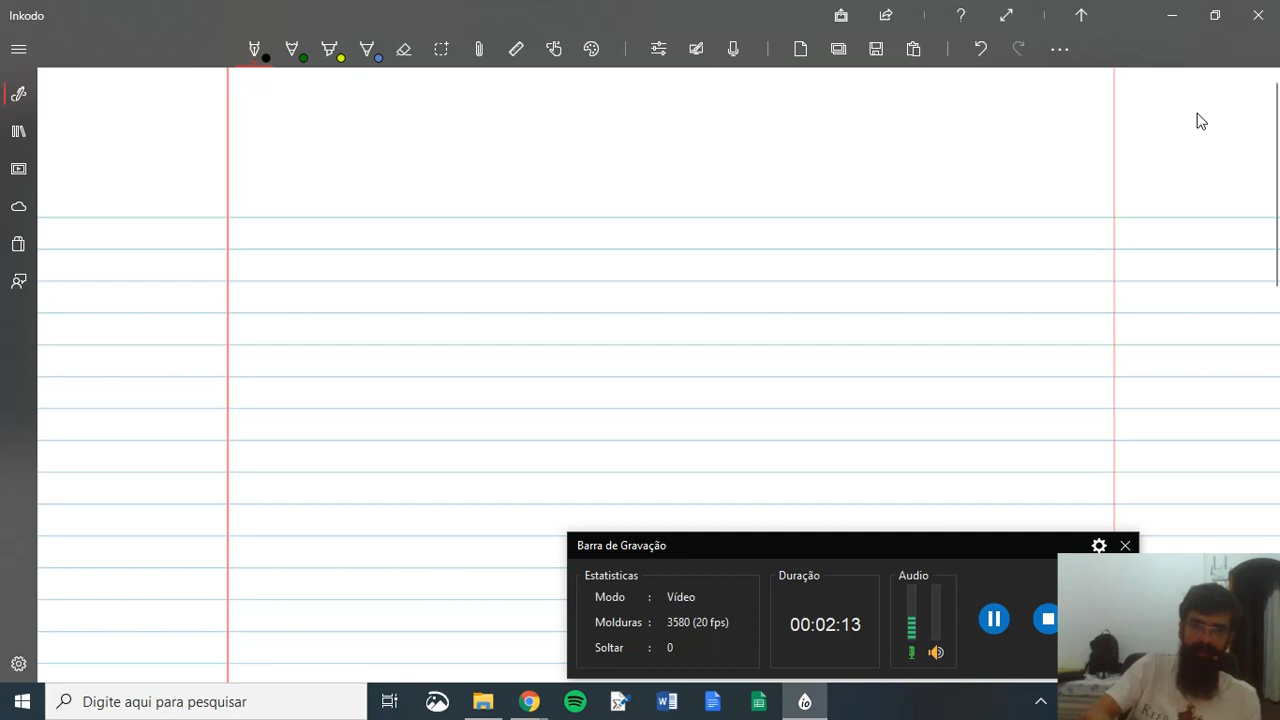 Inkodo
Barra de Gravação
Estatisticas
Modo : Vídeo
Molduras : 3580 (20 fps)
Soltar : 0
Duração
00:02:13
Audio
Digite aqui para pesquisar